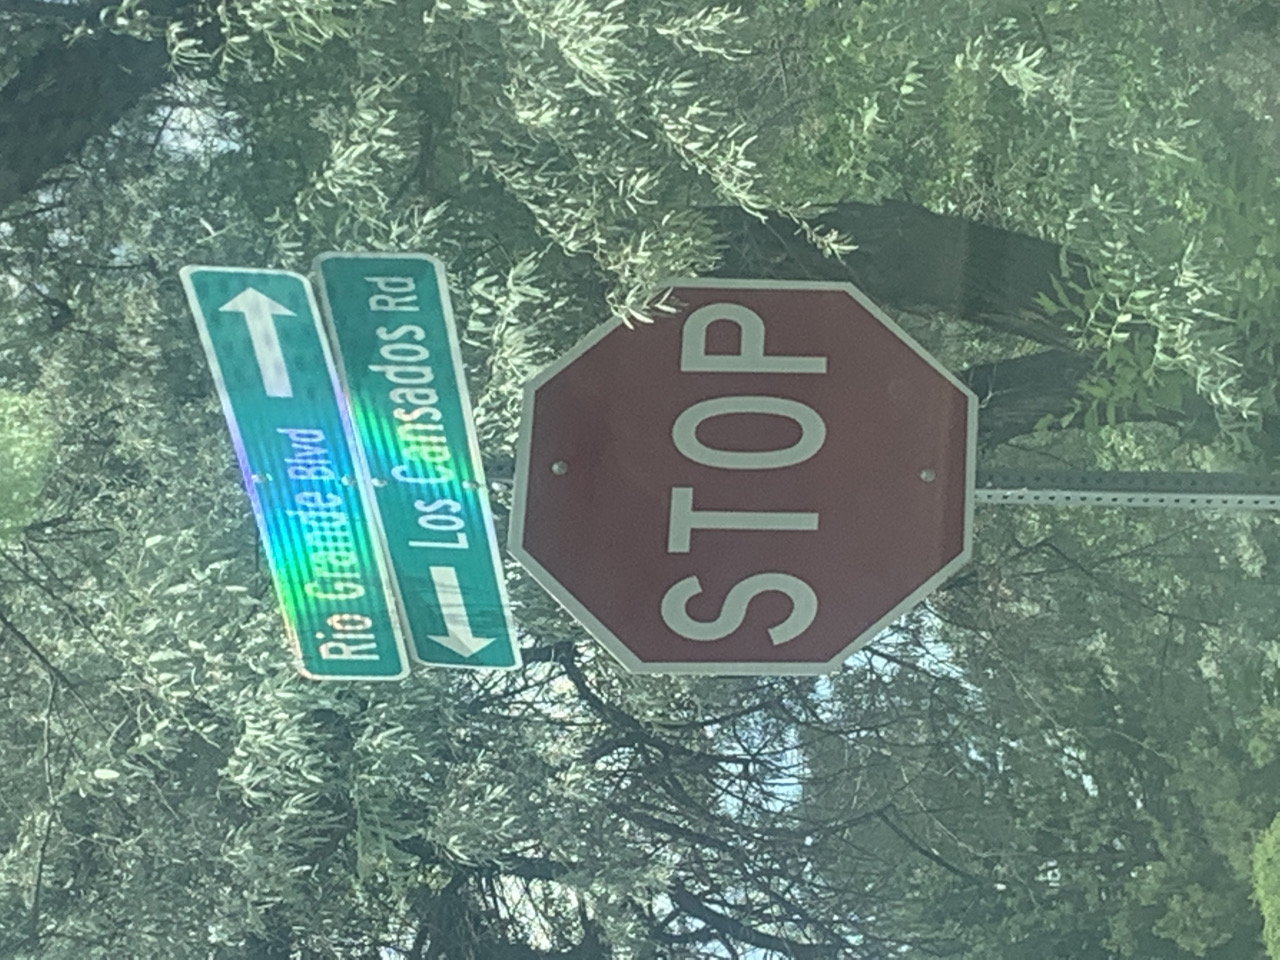 Rio Grande Blvd →
← Los Cansados Rd
STOP